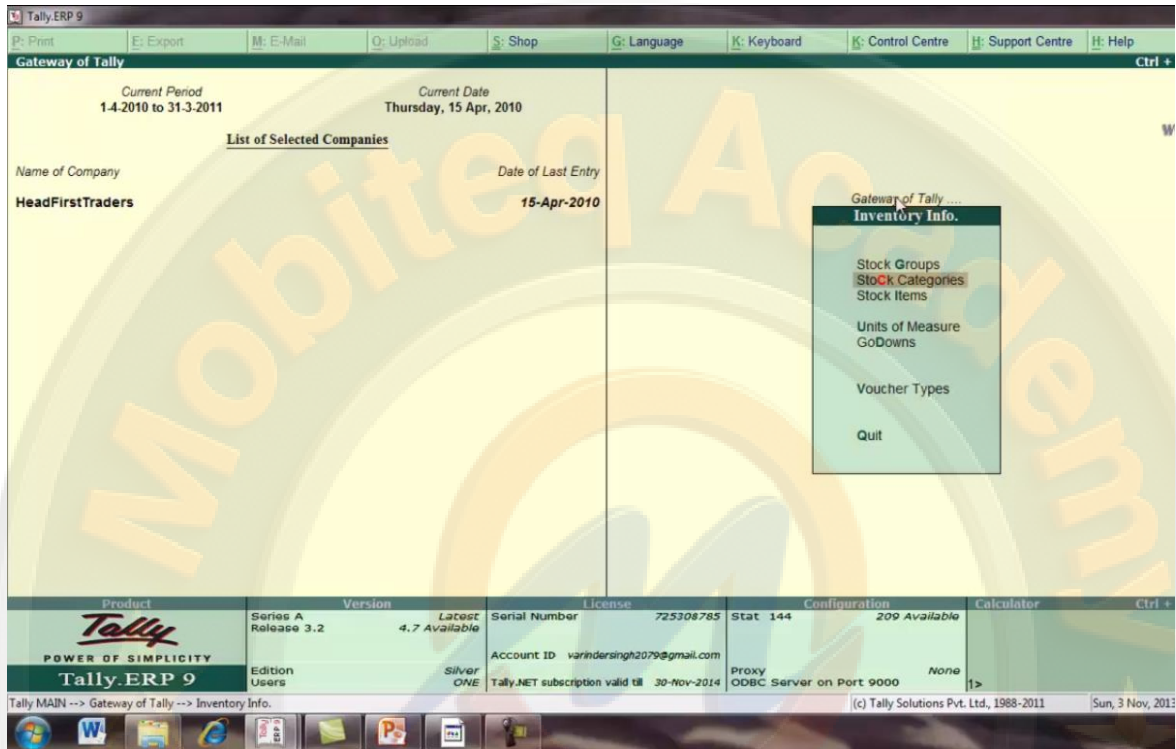 Tally.ERP 9
P: Print E: Export M: E-Mail O: Upload S: Shop G: Language K: Keyboard K: Control Centre H: Support Centre H: Help
Gateway of Tally Ctrl +
Current Period Current Date
1-4-2010 to 31-3-2011 Thursday, 15 Apr, 2010
List of Selected Companies
Name of Company Date of Last Entry
HeadFirstTraders 15-Apr-2010
W
Gateway of Tally ....
Inventory Info.
Stock Groups
StoCk Categories
Stock Items
Units of Measure
GoDowns
Voucher Types
Quit
Mobiteq Academy
Product Version License Configuration Calculator Ctrl +
Tally
POWER OF SIMPLICITY
Tally.ERP 9
Series A Latest
Release 3.2 4.7 Available
Edition Silver
Users ONE
Serial Number 725308785
Account ID varindersingh2079@gmail.com
Tally.NET subscription valid till 30-Nov-2014
Stat 144 209 Available
Proxy None
ODBC Server on Port 9000
1>
Tally MAIN --> Gateway of Tally --> Inventory Info. (c) Tally Solutions Pvt. Ltd., 1988-2011 Sun, 3 Nov, 2013